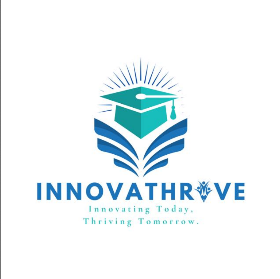 INNOVATHRIVE
Innovating Today,
Thriving Tomorrow.